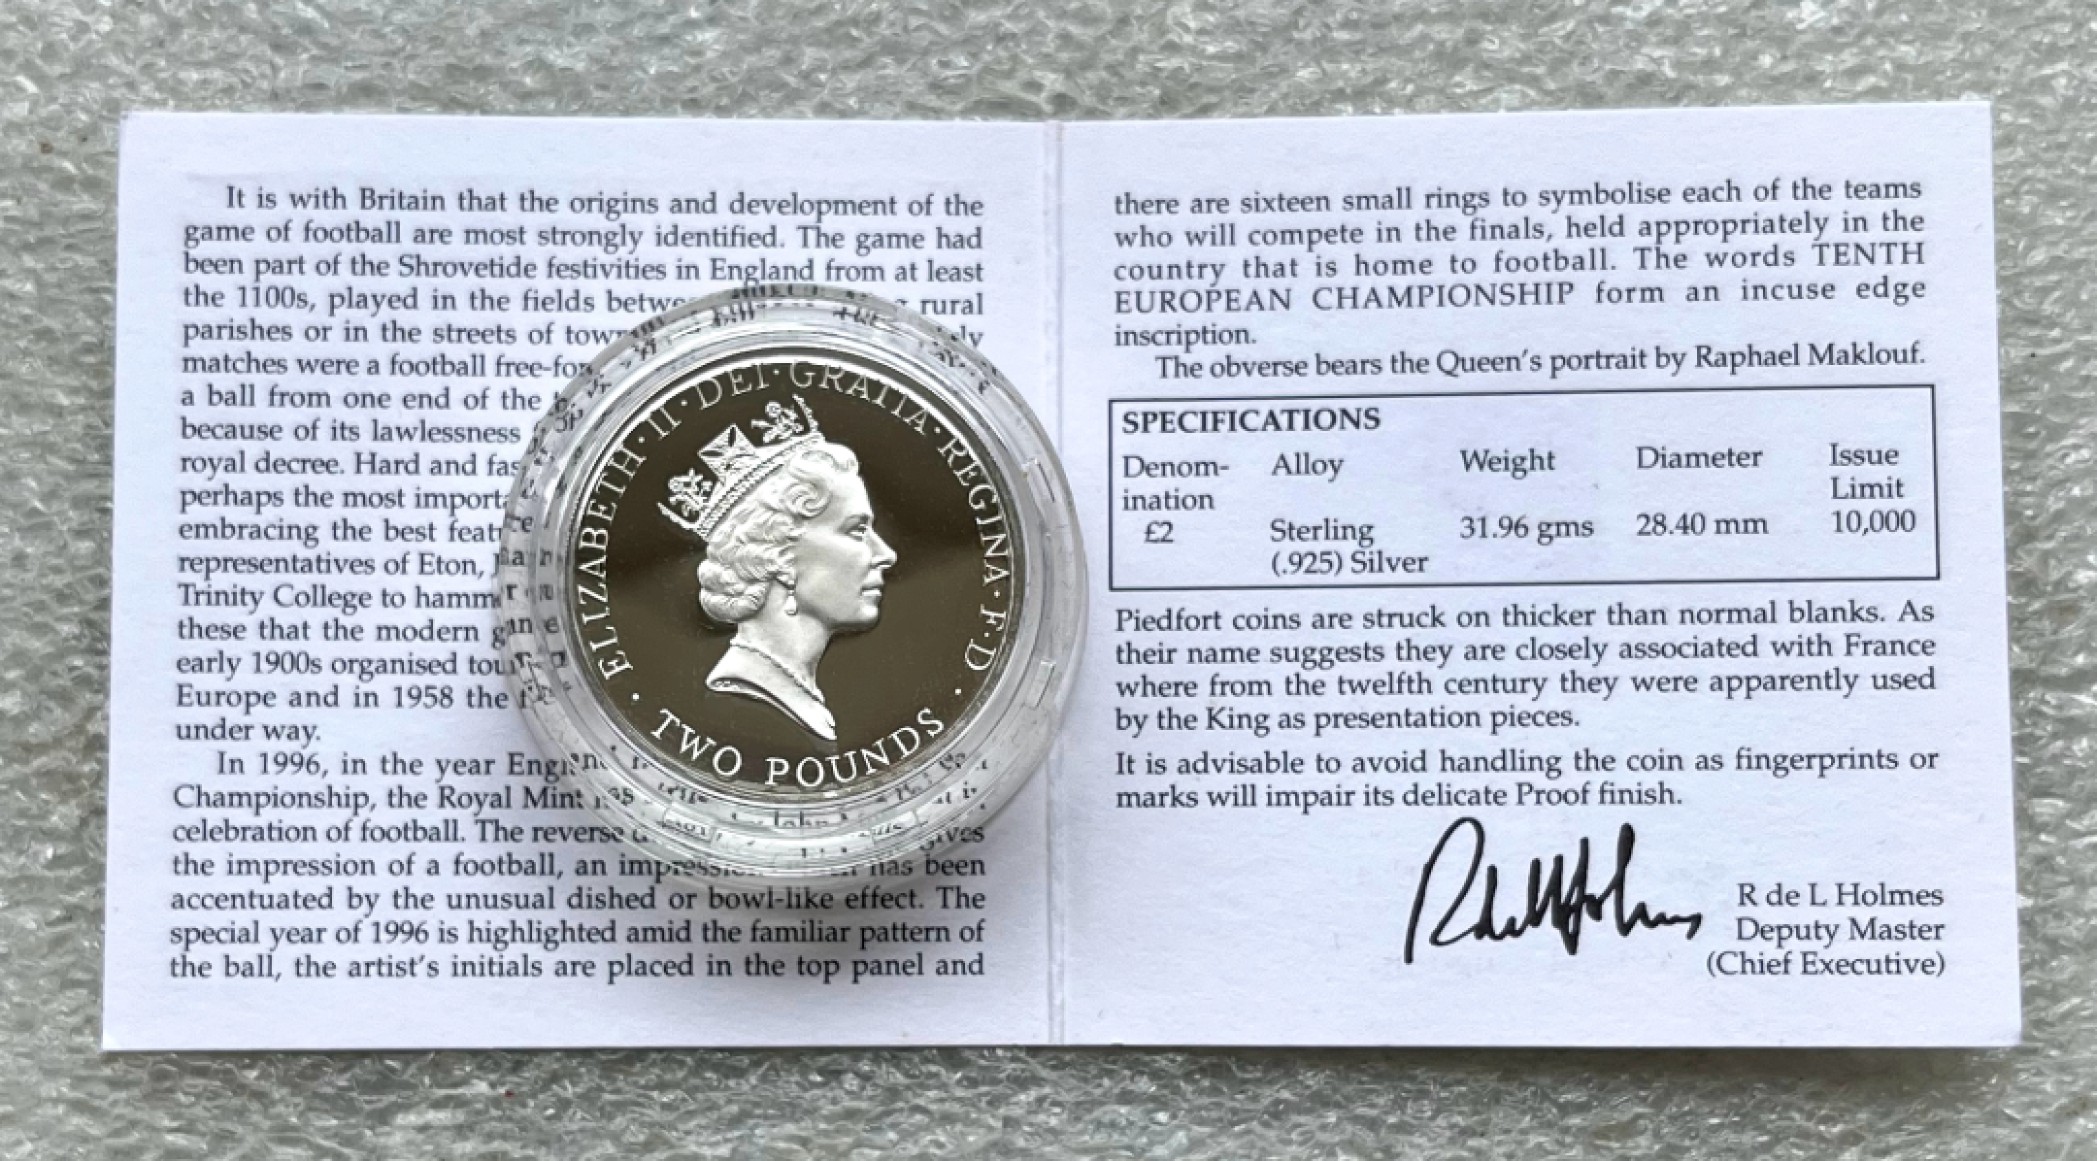 It is with Britain that the origins and development of the
game of football are most strongly identified. The game had
been part of the Shrovetide festivities in England from at least
the 1100s, played in the fields rural
parishes or in the streets of
matches were a football
a ball from one end of the
because of its lawlessness
royal decree. Hard and
perhaps the most
embracing the best
representatives of Eton,
Trinity College to
these that the modern
early 1900s organised
Europe and in 1958 the
under way.
In 1996, in the year
Championship, the Royal Mint
celebration of football. The reverse
the impression of a football, an has been
accentuated by the unusual dished or bowl-like effect. The
special year of 1996 is highlighted amid the familiar pattern of
the ball, the artist's initials are placed in the top panel and
ELIZABETH·II·DEI·GRATIA·REGINA·F·D·
·TWO POUNDS
there are sixteen small rings to symbolise each of the teams
who will compete in the finals, held appropriately in the
country that is home to football. The words TENTH
EUROPEAN CHAMPIONSHIP form an incuse edge
inscription.
The obverse bears the Queen's portrait by Raphael Maklouf.
SPECIFICATIONS
Denom- Alloy Weight Diameter Issue
ination Limit
£2 Sterling 31.96 gms 28.40 mm 10,000
(.925) Silver
Piedfort coins are struck on thicker than normal blanks. As
their name suggests they are closely associated with France
where from the twelfth century they were apparently used
by the King as presentation pieces.
It is advisable to avoid handling the coin as fingerprints or
marks will impair its delicate Proof finish.
R de L Holmes
Deputy Master
(Chief Executive)